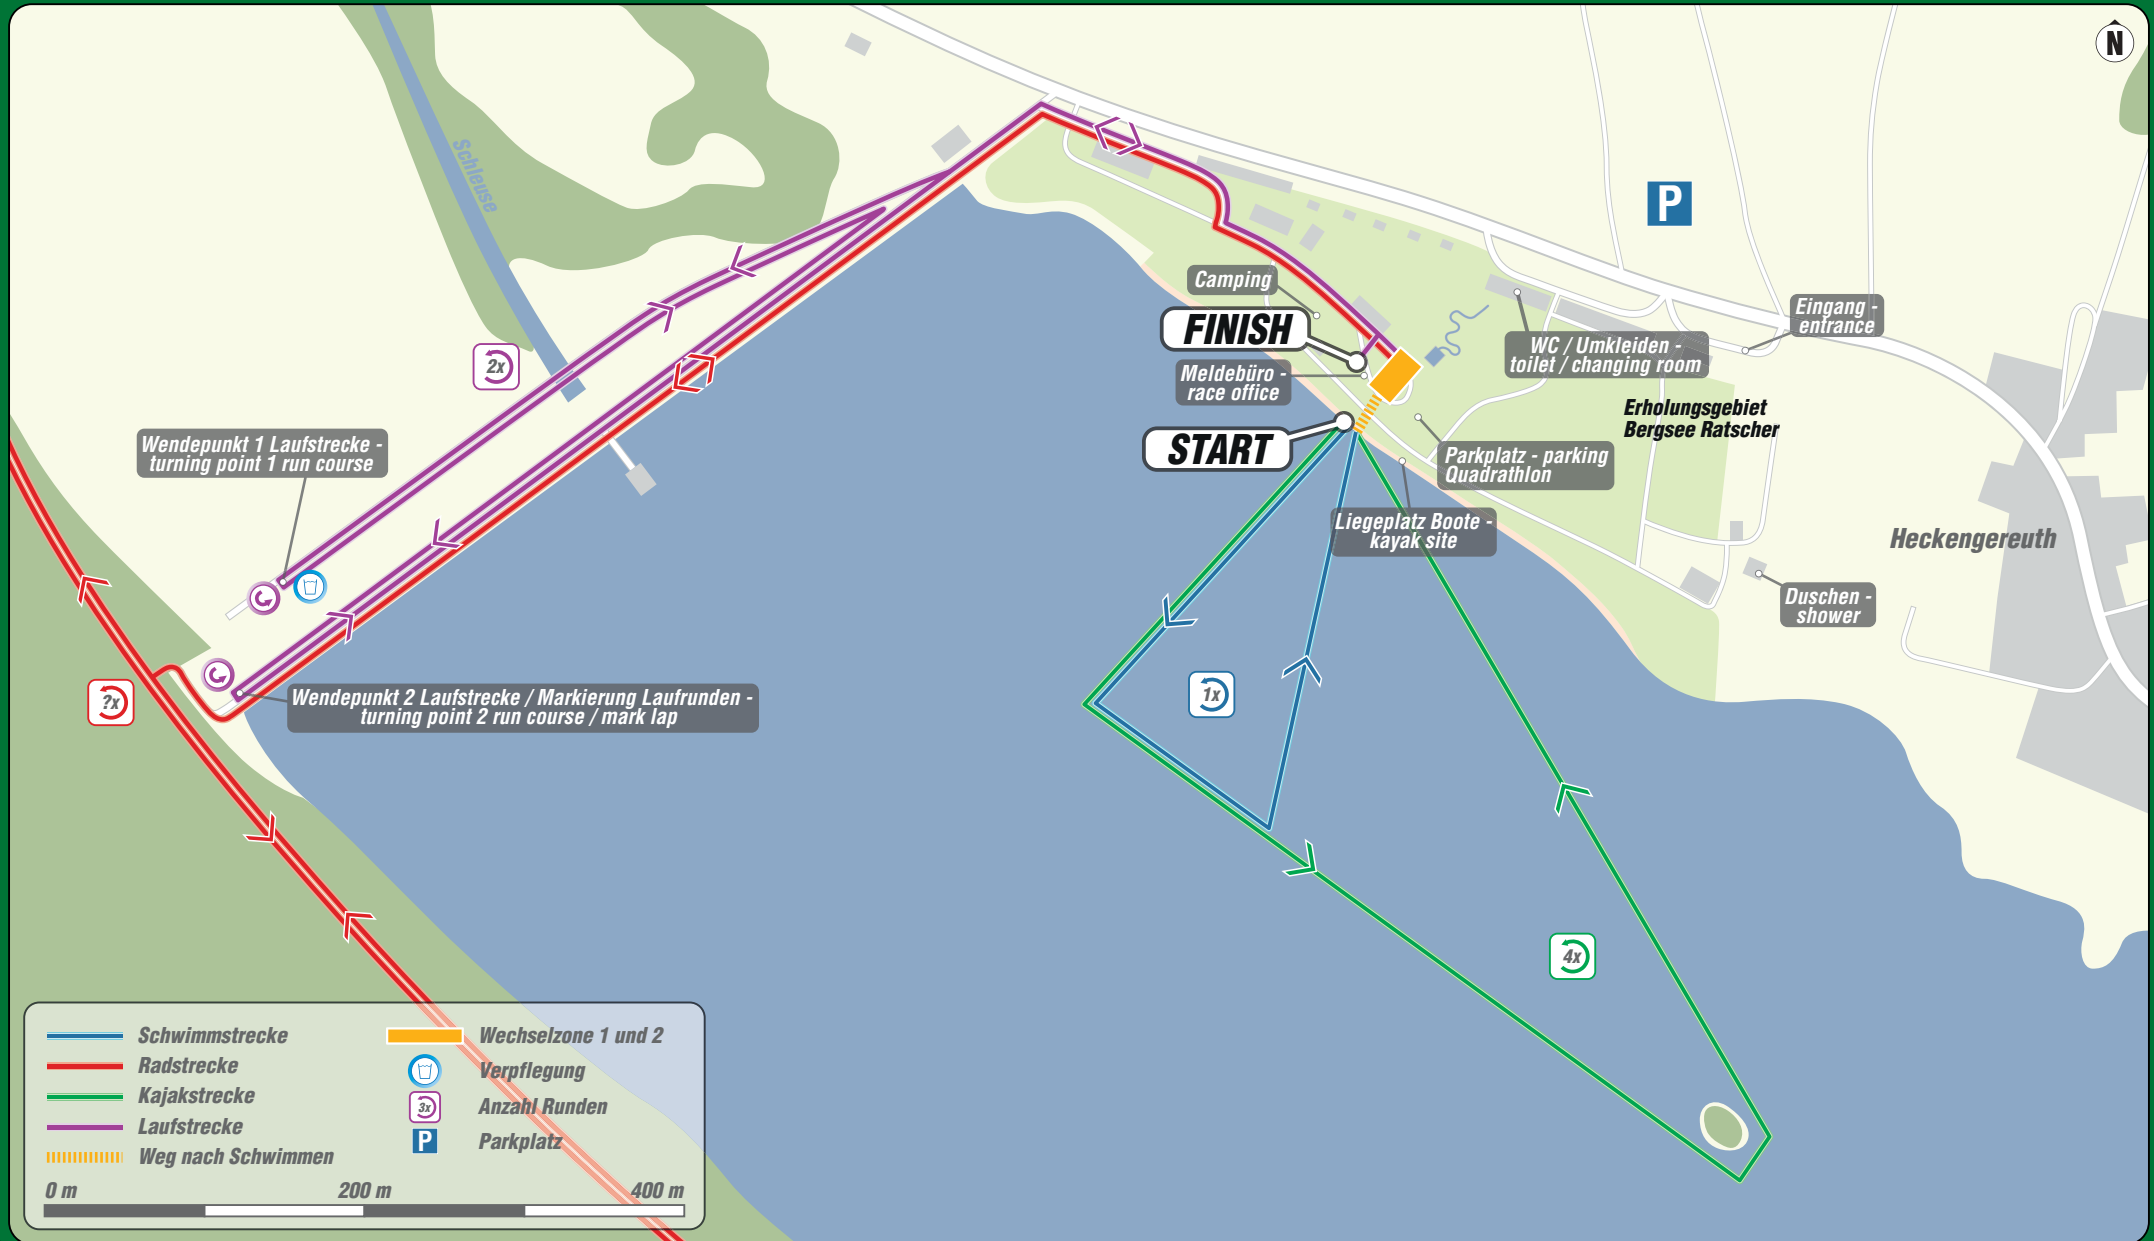 N
Schleuse
P
Camping
FINISH
Meldebüro -
race office
START
Eingang -
entrance
WC / Umkleiden -
toilet / changing room
Erholungsgebiet
Bergsee Ratscher
Parkplatz - parking
Quadrathlon
Liegeplatz Boote -
kayak site
Heckengereuth
Duschen -
shower
2x
Wendepunkt 1 Laufstrecke -
turning point 1 run course
?x
Wendepunkt 2 Laufstrecke / Markierung Laufrunden -
turning point 2 run course / mark lap
1x
4x
Schwimmstrecke
Radstrecke
Kajakstrecke
Laufstrecke
Weg nach Schwimmen
Wechselzone 1 und 2
Verpflegung
3x
Anzahl Runden
P
Parkplatz
0 m
200 m
400 m